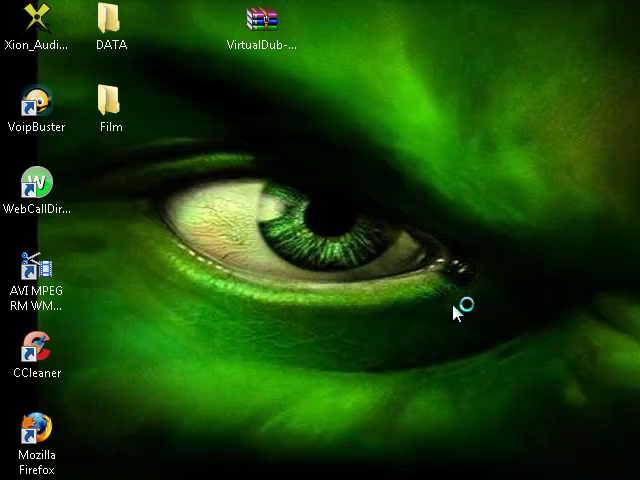 Xion_Audi...
DATA
VirtualDub-...
VoipBuster
Film
WebCallDir...
AVI MPEG
RM WM...
CCleaner
Mozilla
Firefox